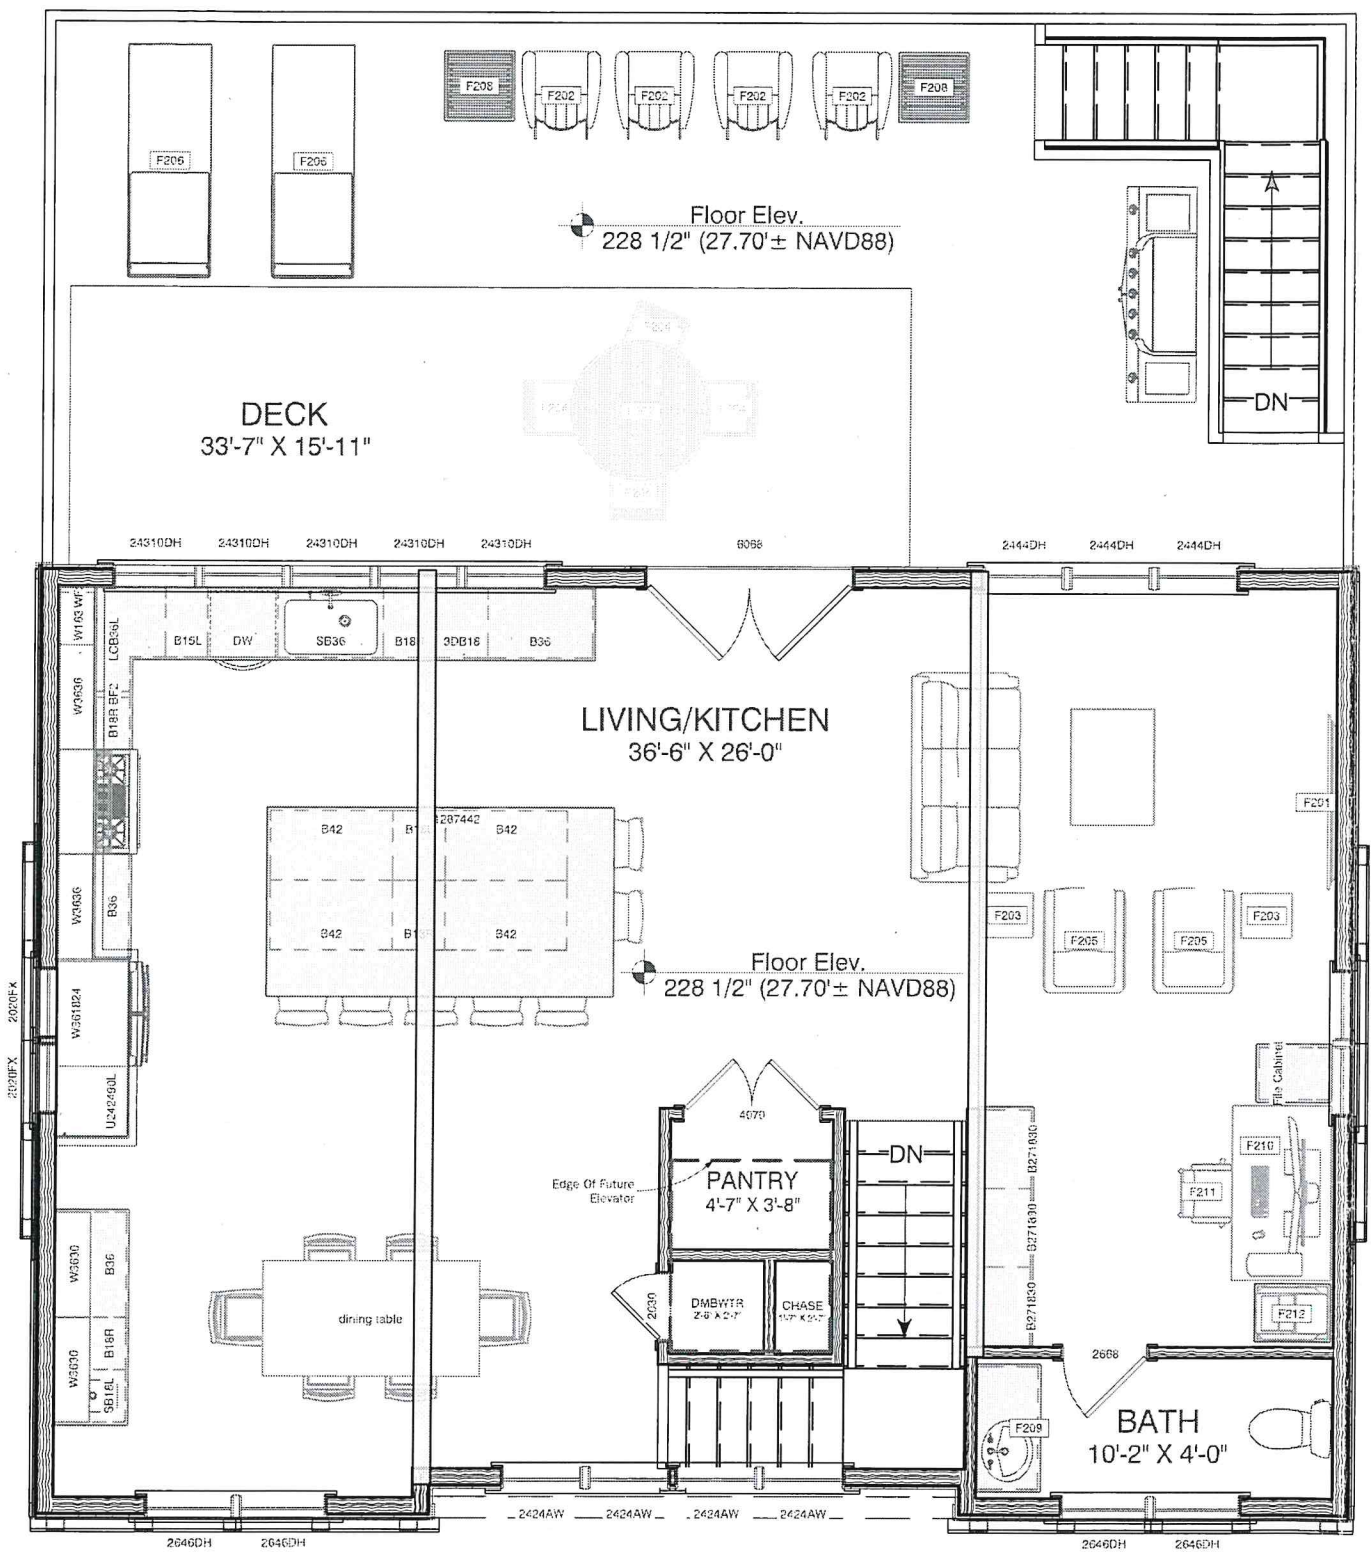 F208
F202
F202
F202
F202
F208
F206
F206
Floor Elev.
228 1/2" (27.70'± NAVD88)
DN
DECK
33'-7" X 15'-11"
24310DH
24310DH
24310DH
24310DH
24310DH
6068
2444DH
2444DH
2444DH
W163
LCB36L
B15L
DW
SB36
B18
3DB18
B36
W3636
B18R BF2
LIVING/KITCHEN
36'-6" X 26'-0"
F201
B42
287442
B42
W3636
B36
B42
B42
F203
F205
F205
F203
Floor Elev.
228 1/2" (27.70'± NAVD88)
2020FX
W361824
2020FX
U242490L
File Cabinet
4070
DN
PANTRY
4'-7" X 3'-8"
Edge Of Future
Elevator
B271830
B271830
B271830
F210
F211
F212
W3630
B36
2030
DMBWTR
CHASE
dining table
W3630
B18R
SB18L
2668
BATH
10'-2" X 4'-0"
F209
2424AW
2424AW
2424AW
2424AW
2646DH
2646DH
2646DH
2646DH